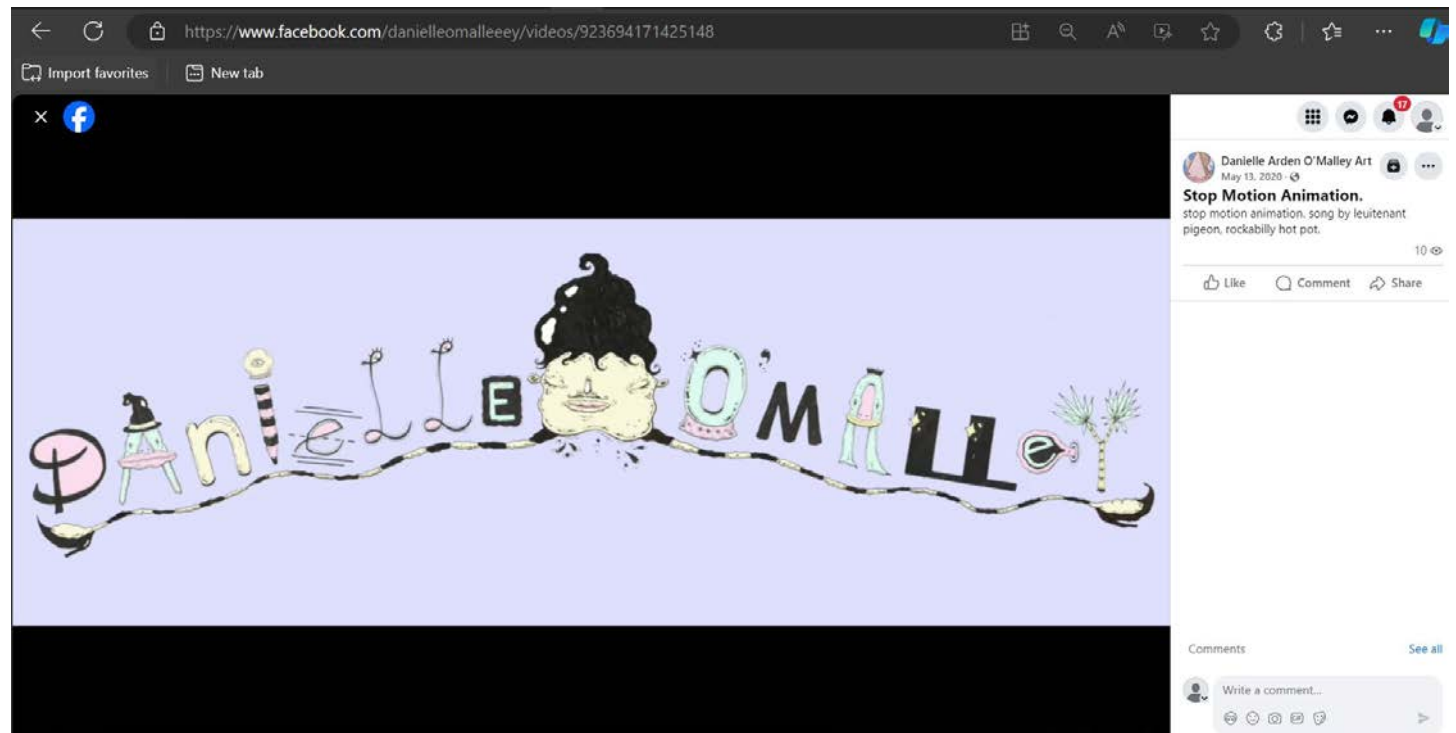 https://www.facebook.com/danielleomalleeey/videos/923694171425148
Import favorites
New tab
17
Danielle Arden O'Malley Art
May 13, 2020
Stop Motion Animation.
stop motion animation. song by leuitenant
pigeon, rockabilly hot pot.
10
Like Comment Share
DAniELLE O'MALLeY
Comments See all
Write a comment...